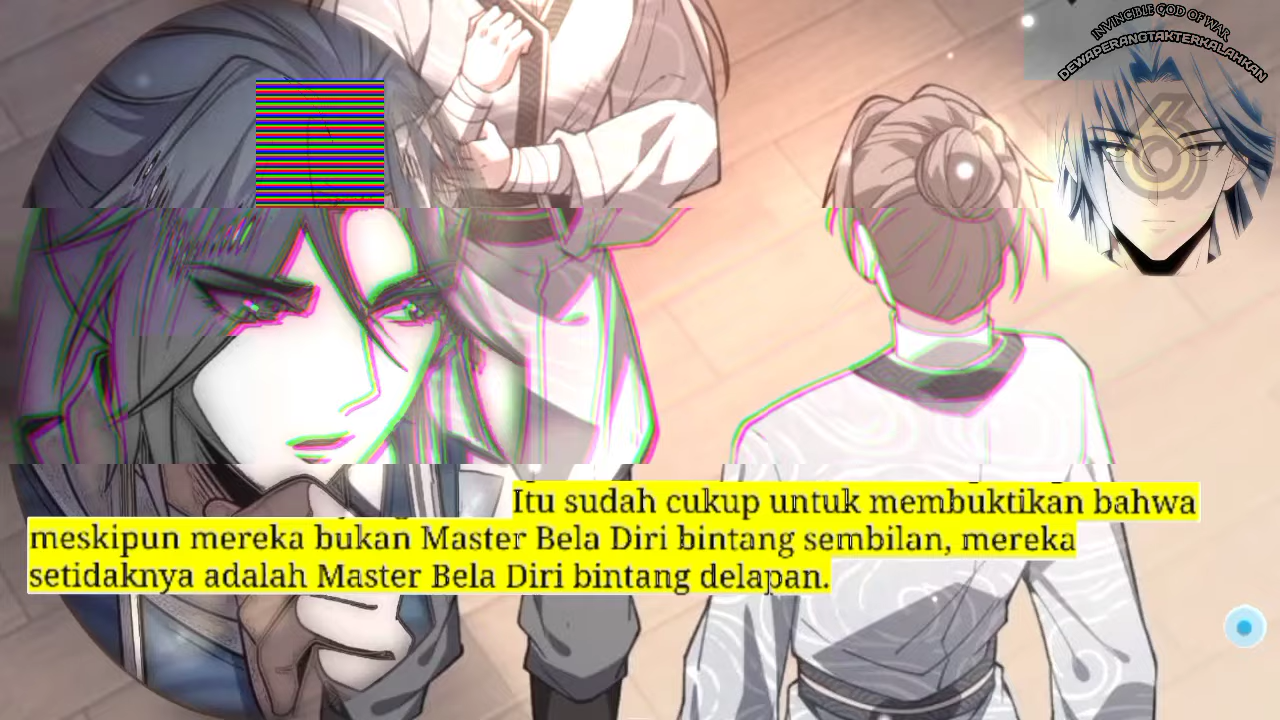 INVINCIBLE GOD OF WAR
DEWAPERANGTAKTERKALAHKAN
Itu sudah cukup untuk membuktikan bahwa
meskipun mereka bukan Master Bela Diri bintang sembilan, mereka
setidaknya adalah Master Bela Diri bintang delapan.